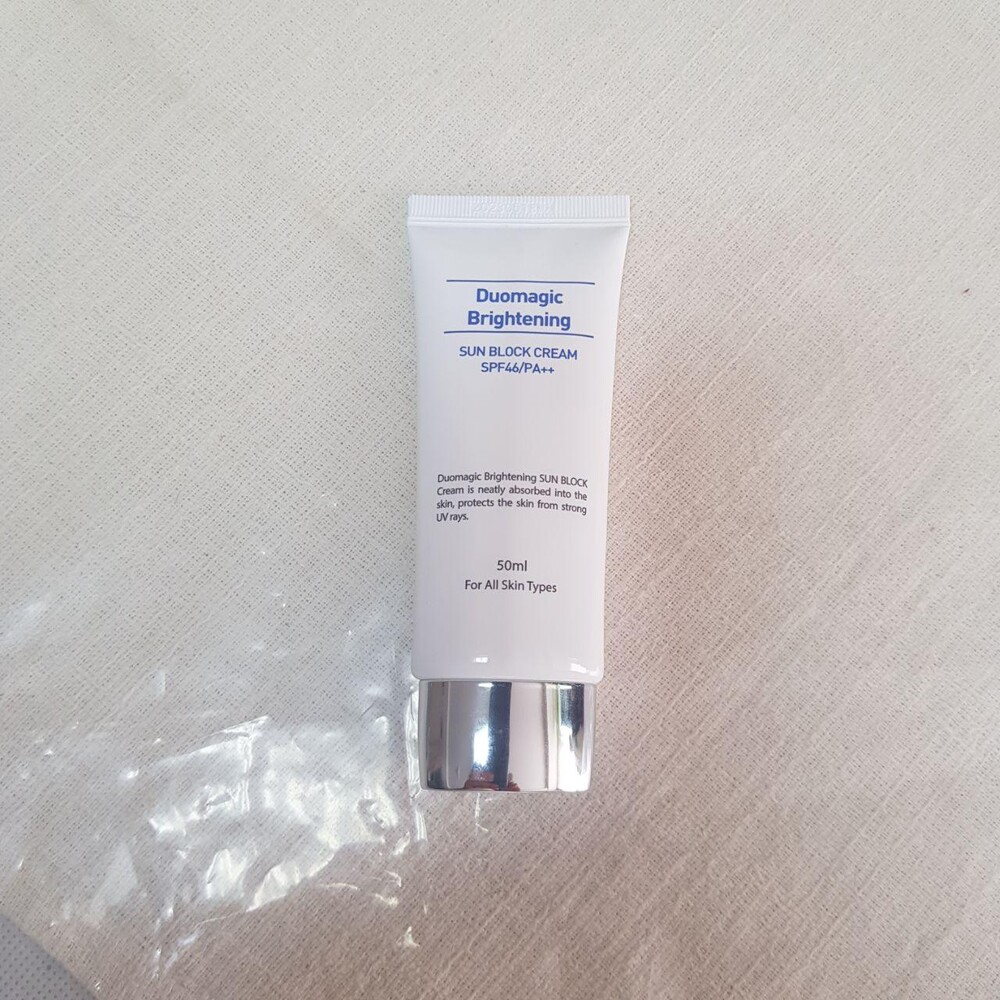 Duomagic
Brightening
SUN BLOCK CREAM
SPF46/PA++
Duomagic Brightening SUN BLOCK
Cream is neatly absorbed into the
skin, protects the skin from strong
UV rays.
50ml
For All Skin Types